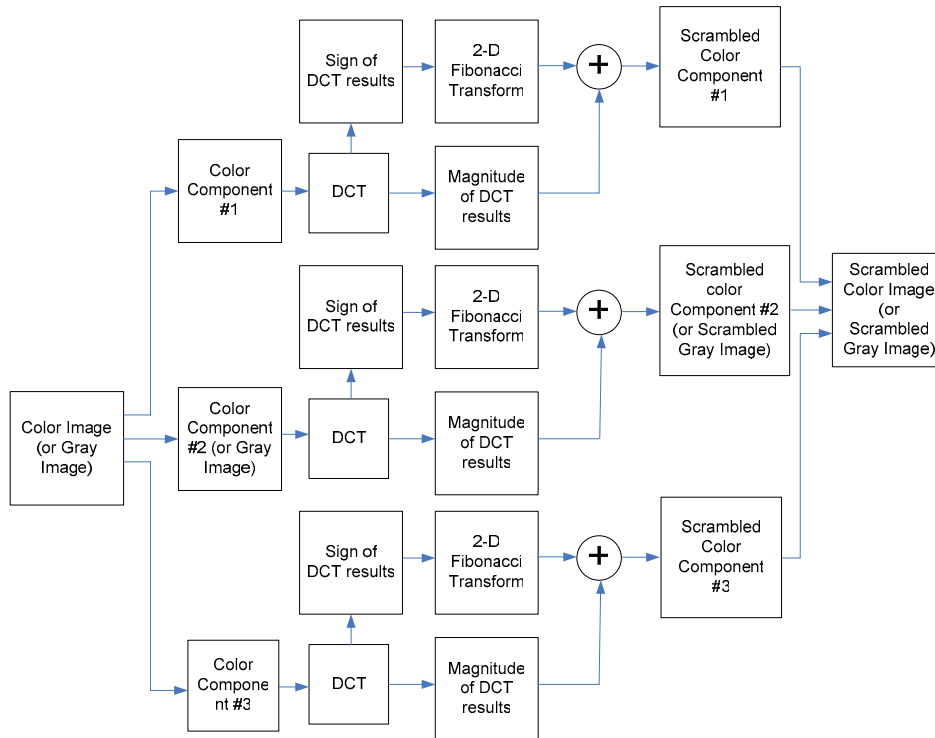 Sign of
DCT results
2-D
Fibonacci
Transform
+
Scrambled
Color
Component
#1
Color
Component
#1
DCT
Magnitude
of DCT
results
Sign of
DCT results
2-D
Fibonacci
Transform
+
Scrambled
color
Component #2
(or Scrambled
Gray Image)
Scrambled
Color Image
(or
Scrambled
Gray Image)
Color Image
(or Gray
Image)
Color
Component
#2 (or Gray
Image)
DCT
Magnitude
of DCT
results
Sign of
DCT results
2-D
Fibonacci
Transform
+
Scrambled
Color
Component
#3
Color
Compone
nt #3
DCT
Magnitude
of DCT
results